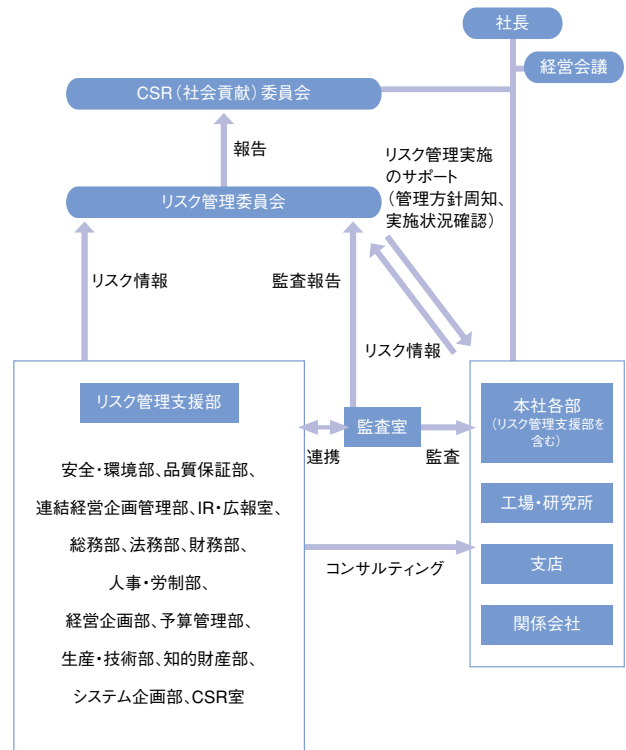 社長
経営会議
CSR(社会貢献)委員会
報告
リスク管理実施
のサポート
(管理方針周知、
実施状況確認)
リスク管理委員会
リスク情報
監査報告
リスク情報
リスク管理支援部
安全・環境部、品質保証部、
連結経営企画管理部、IR・広報室、
総務部、法務部、財務部、
人事・労制部、
経営企画部、予算管理部、
生産・技術部、知的財産部、
システム企画部、CSR室
監査室
連携
監査
コンサルティング
本社各部
(リスク管理支援部を
含む)
工場・研究所
支店
関係会社